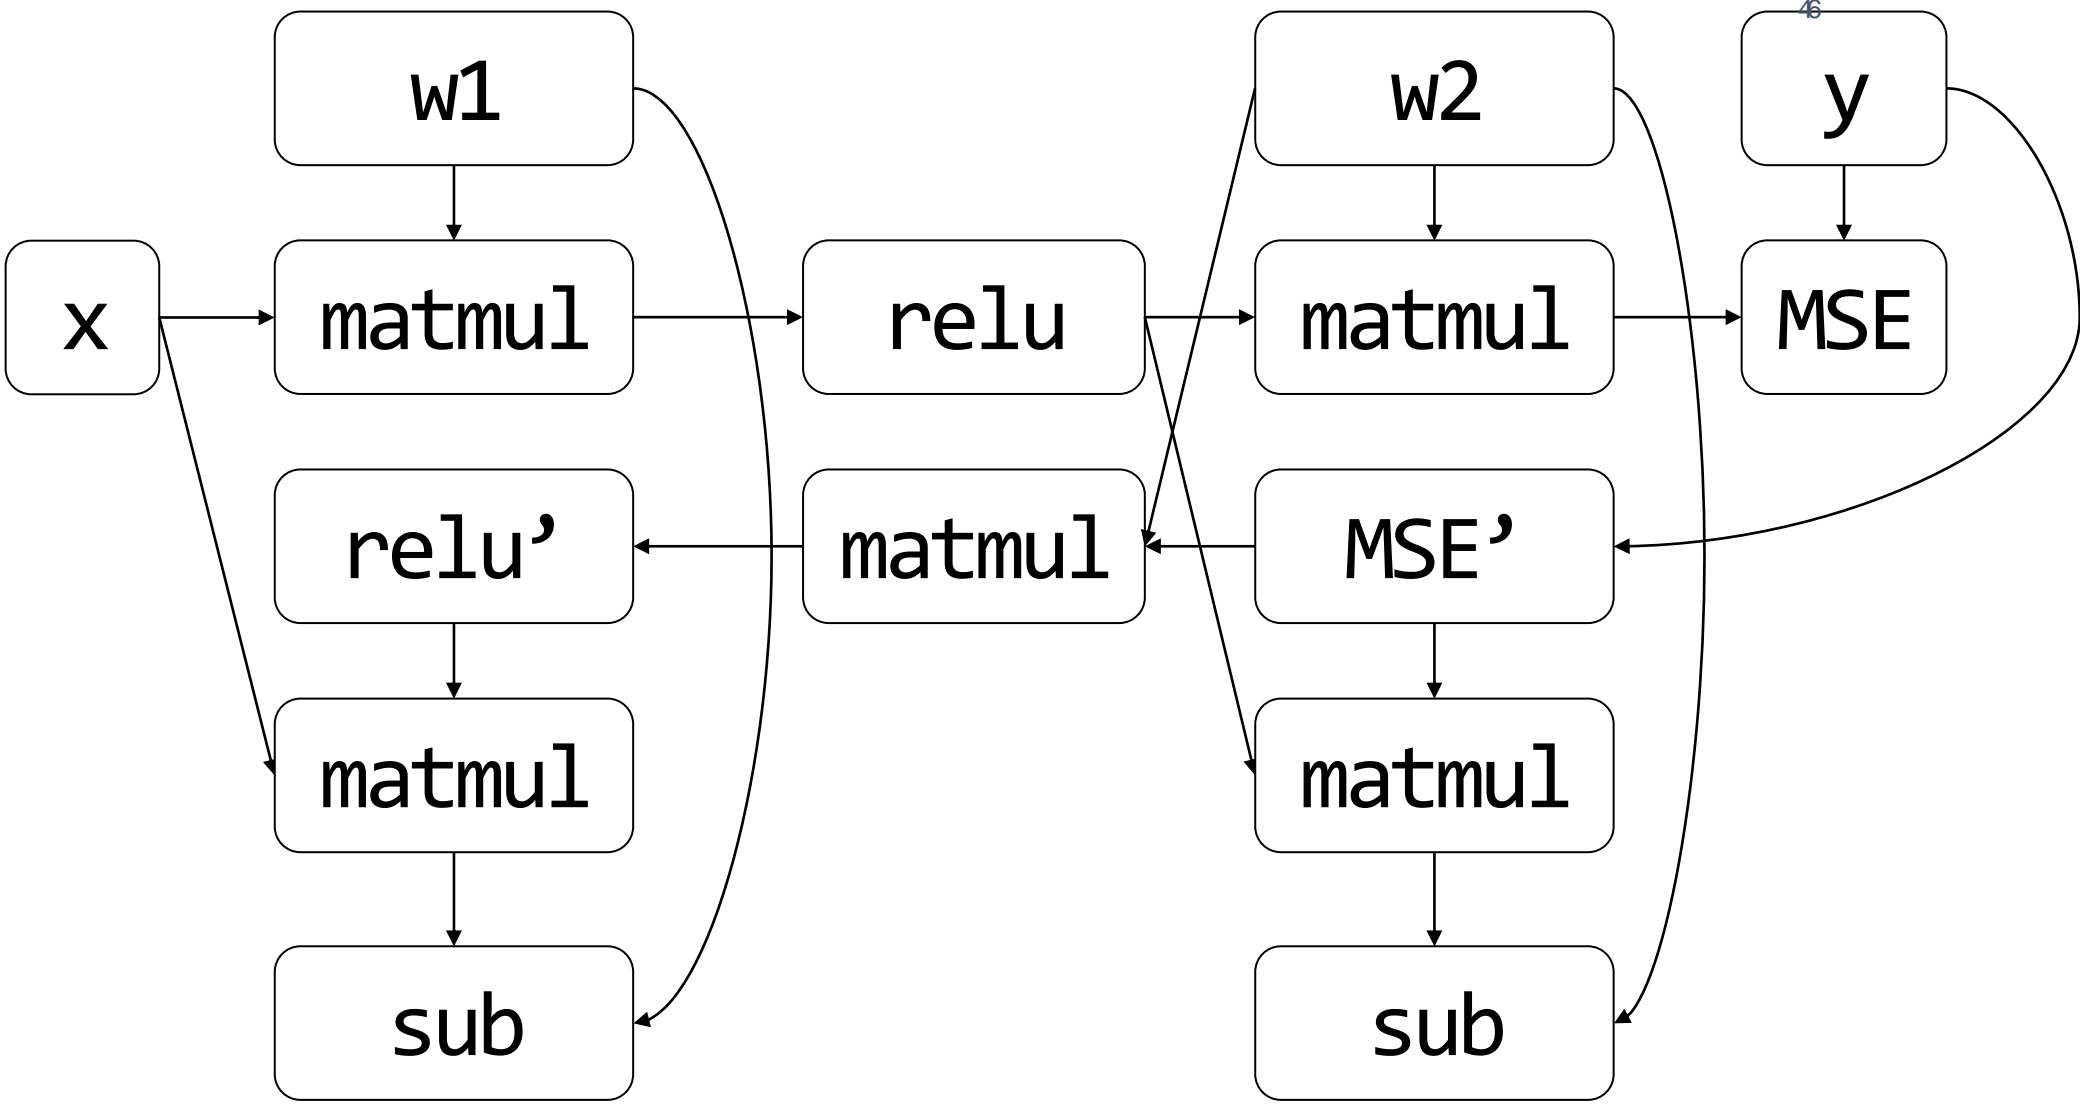 46
w1
w2
y
x
matmul
relu
matmul
MSE
relu’
matmul
MSE’
matmul
matmul
sub
sub